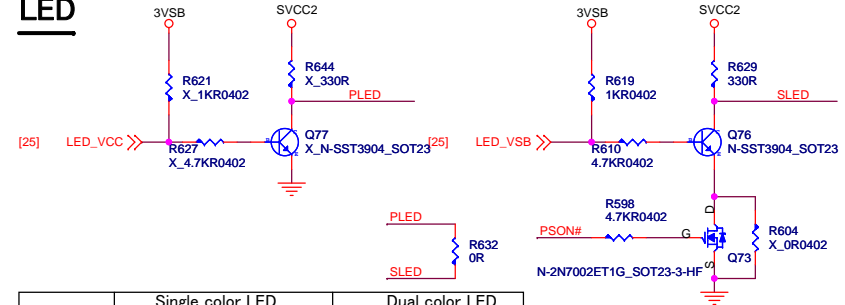 LED
3VSB
SVCC2
R621
X_1KR0402
R644
X_330R
PLED
[25]
LED_VCC
R627
X_4.7KR0402
Q77
X_N-SST3904_SOT23
3VSB
SVCC2
R619
1KR0402
R629
330R
SLED
[25]
LED_VSB
R610
4.7KR0402
Q76
N-SST3904_SOT23
PLED
R632
0R
SLED
R598
4.7KR0402
PSON#
G
D
S
Q73
N-2N7002ET1G_SOT23-3-HF
R604
X_0R0402
Single color LED
Dual color LED